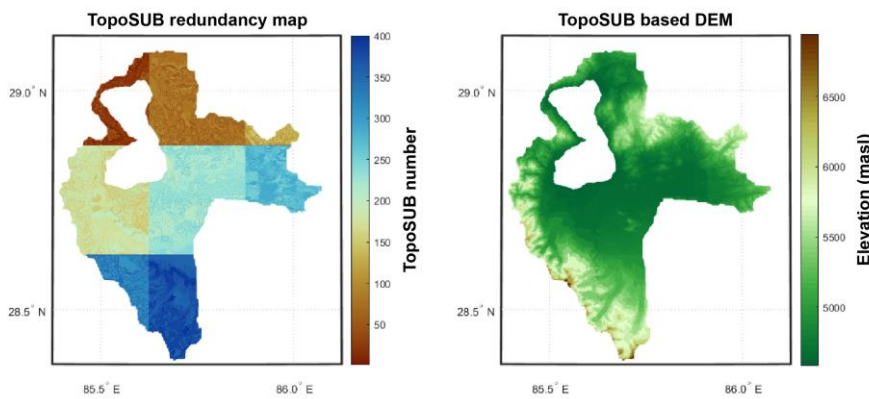 TopoSUB redundancy map
29.0° N
28.5° N
85.5° E
86.0° E
400
350
300
250
200
150
100
50
TopoSUB number
TopoSUB based DEM
29.0° N
28.5° N
85.5° E
86.0° E
6500
6000
5500
5000
Elevation (masl)